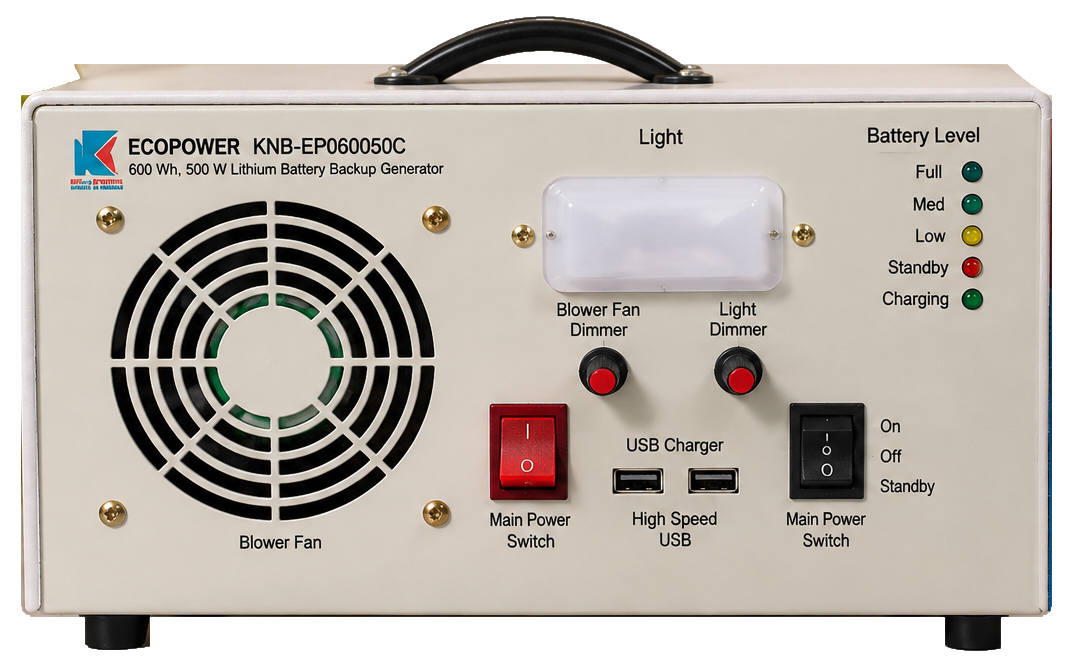 ECOPOWER KNB-EP060050C
600 Wh, 500 W Lithium Battery Backup Generator
Light
Battery Level
Full
Med
Low
Standby
Charging
Blower Fan
Dimmer
Light
Dimmer
USB Charger
On
Off
Standby
Main Power
Switch
High Speed
USB
Main Power
Switch
Blower Fan